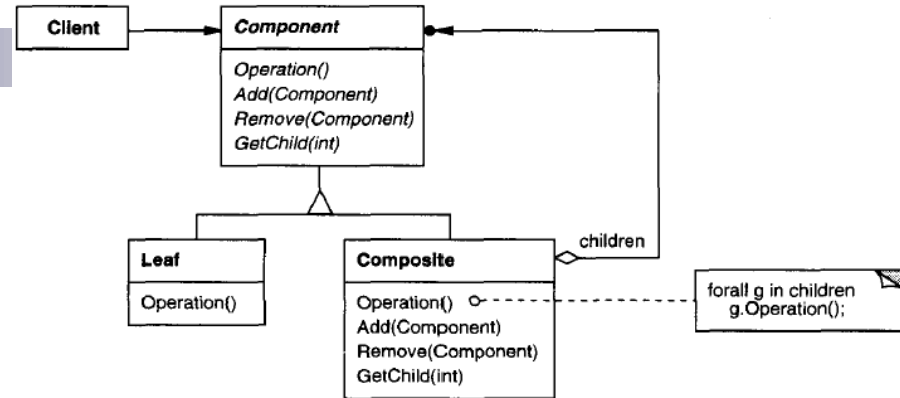 Client
Component
Operation()
Add(Component)
Remove(Component)
GetChild(int)
Leaf
Operation()
children
Composite
Operation()
Add(Component)
Remove(Component)
GetChild(int)
forall g in children
g.Operation();